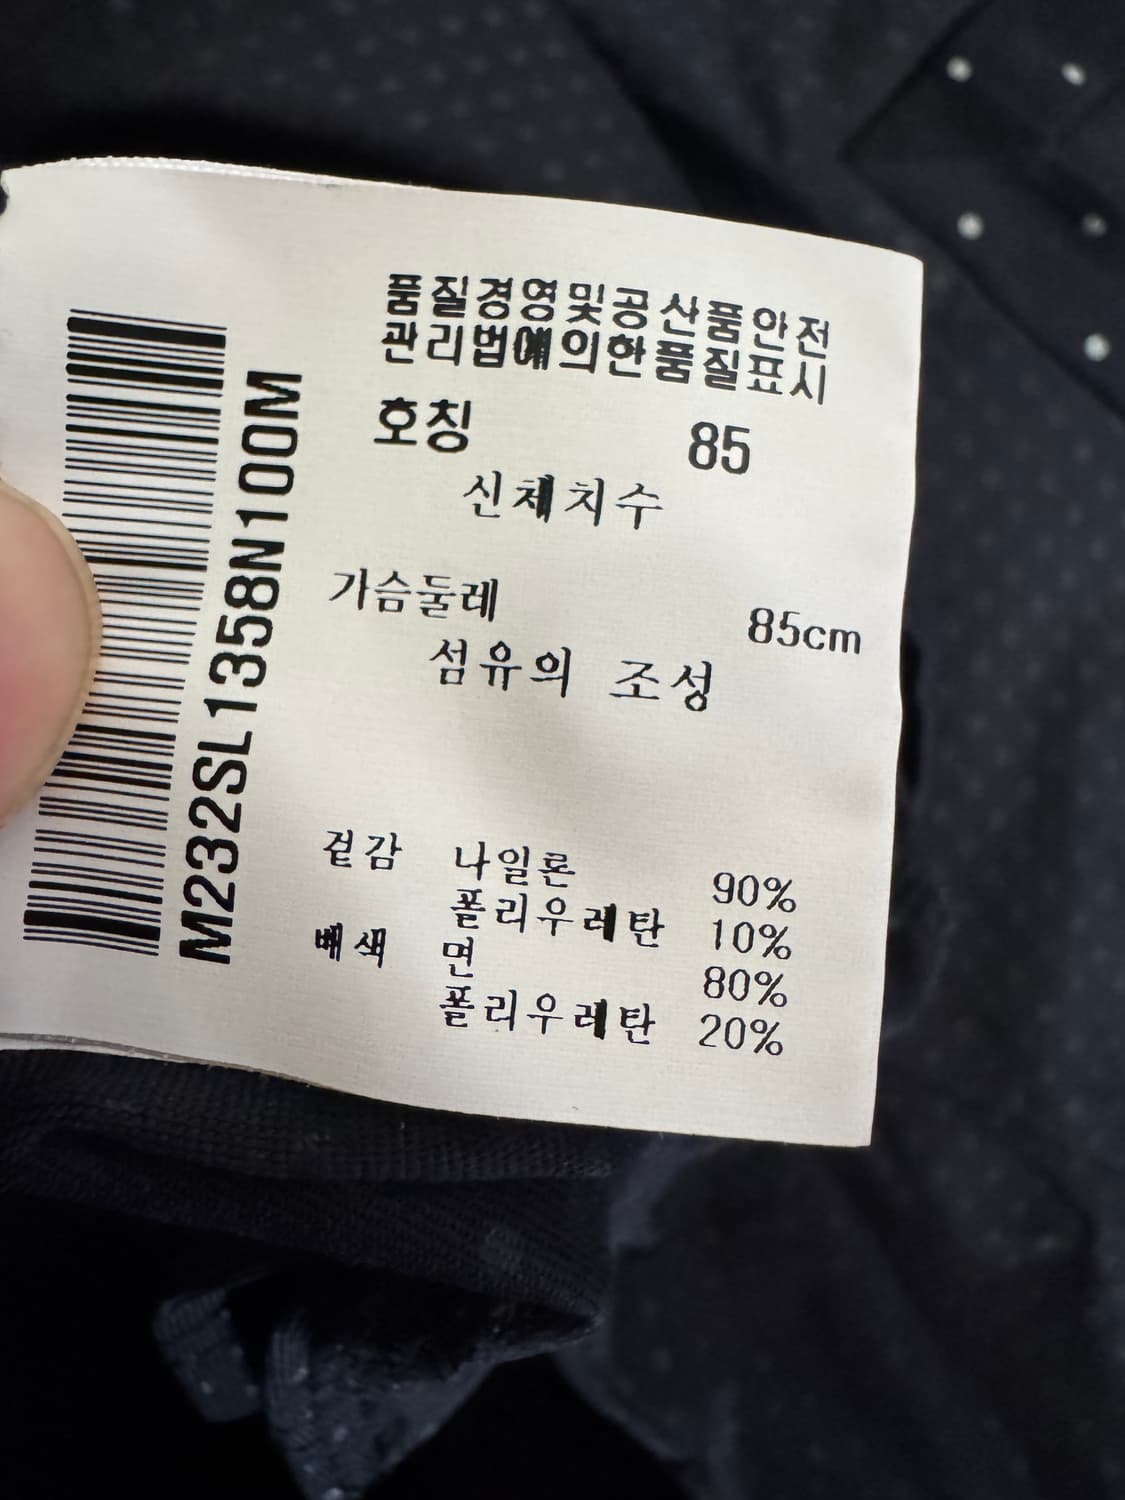 품질경영및공산품안전
관리법에의한품질표시
호칭 85
신체치수
가슴둘레 85cm
섬유의 조성
겉감 나일론 90%
폴리우레탄 10%
배색 면 80%
폴리우레탄 20%
M232SL1358N100M